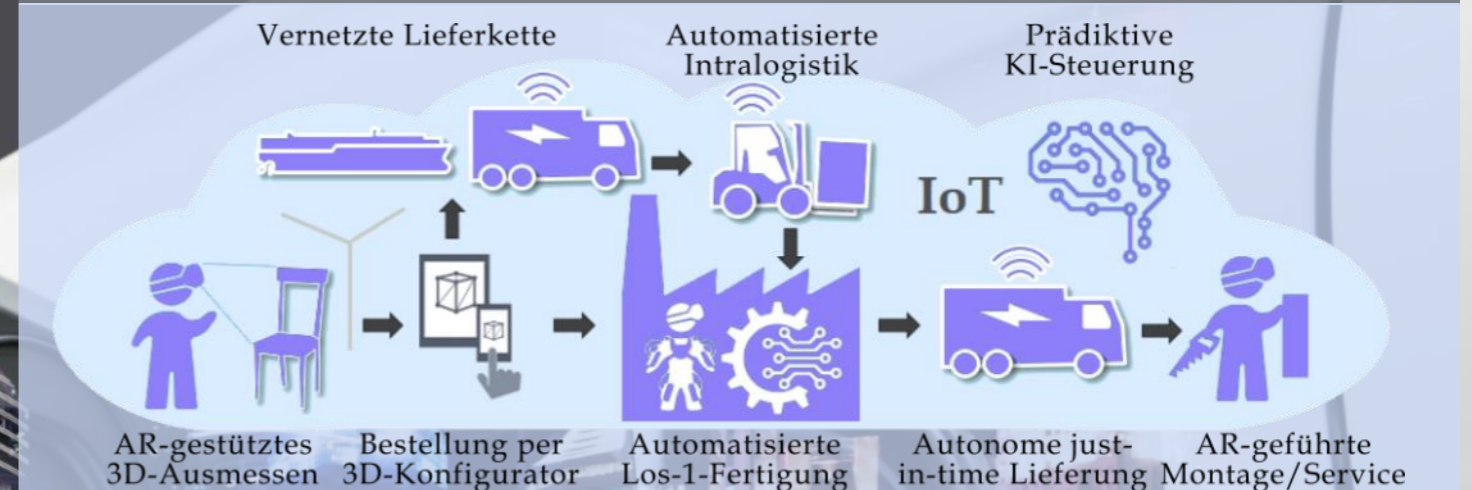 Vernetzte Lieferkette
Automatisierte
Intralogistik
Prädiktive
KI-Steuerung
IoT
AR-gestütztes
3D-Ausmessen
Bestellung per
3D-Konfigurator
Automatisierte
Los-1-Fertigung
Autonome just-
in-time Lieferung
AR-geführte
Montage/Service